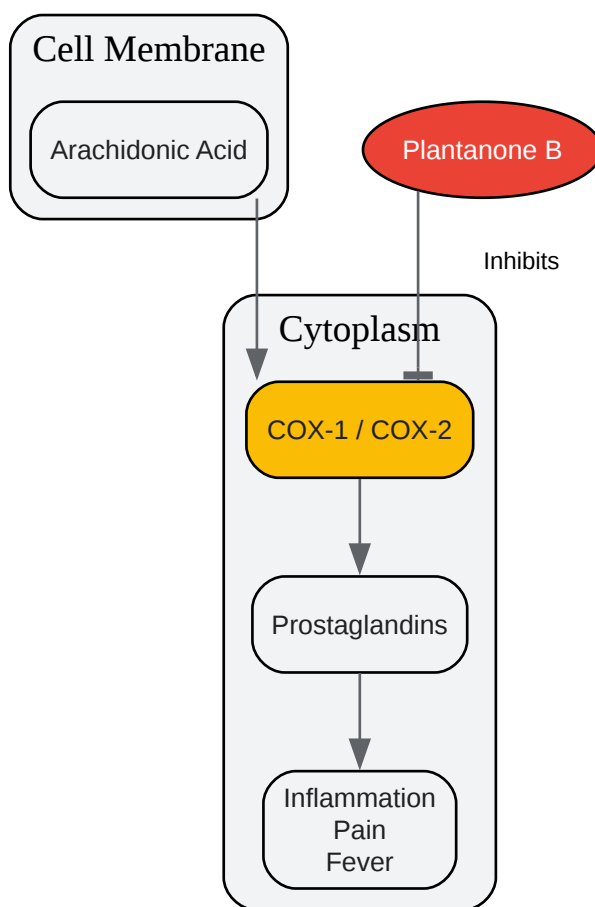 Cell Membrane
Arachidonic Acid
Plantanone B
Inhibits
Cytoplasm
COX-1 / COX-2
Prostaglandins
Inflammation
Pain
Fever